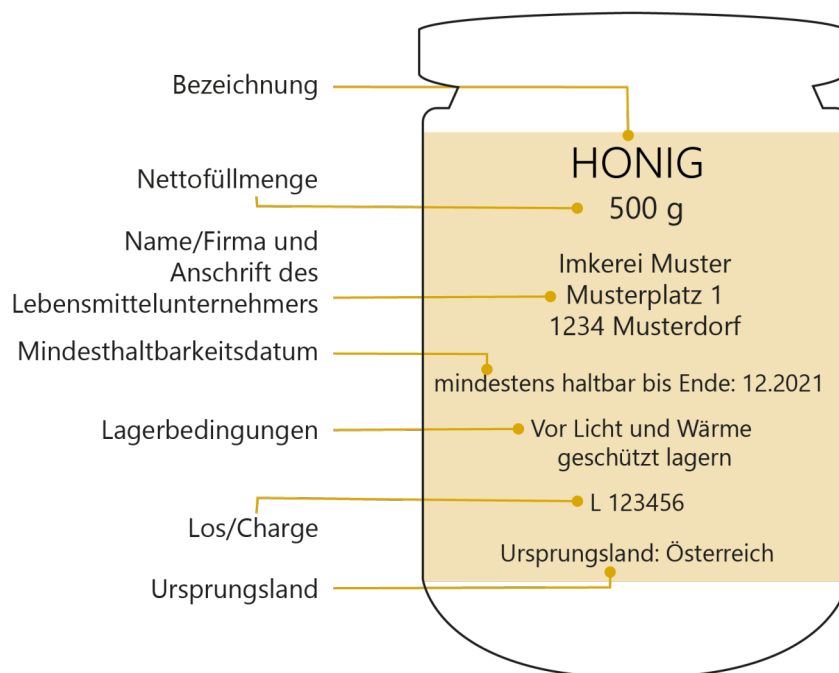 Bezeichnung
HONIG
Nettofüllmenge
500 g
Name/Firma und
Anschrift des
Lebensmittelunternehmers
Imkerei Muster
Musterplatz 1
1234 Musterdorf
Mindesthaltbarkeitsdatum
mindestens haltbar bis Ende: 12.2021
Lagerbedingungen
Vor Licht und Wärme
geschützt lagern
Los/Charge
L 123456
Ursprungsland
Ursprungsland: Österreich